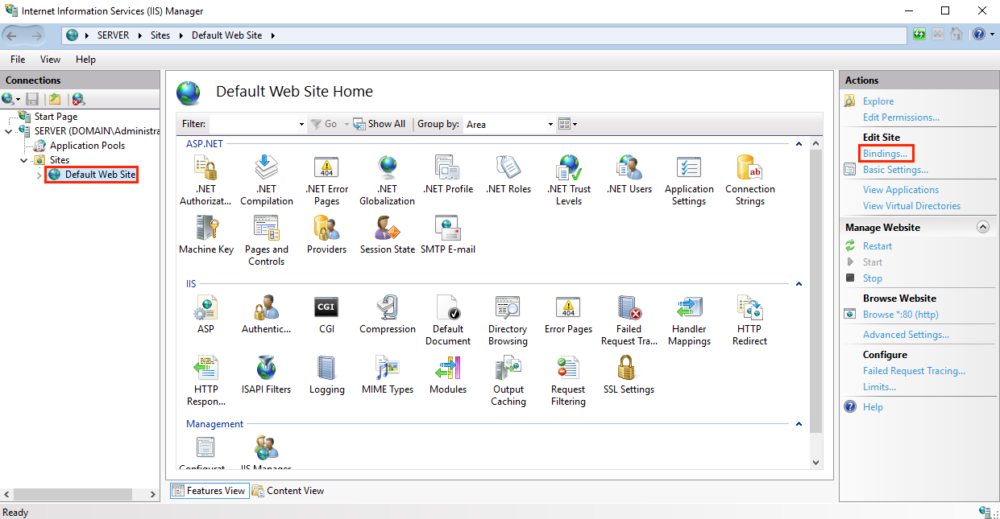 Internet Information Services (IIS) Manager
SERVER Sites Default Web Site
File View Help
Connections
Start Page
SERVER (DOMAIN\Administra
Application Pools
Sites
Default Web Site
Default Web Site Home
Filter: Go Show All Group by: Area
ASP.NET
.NET Authorizat...
.NET Compilation
.NET Error Pages
.NET Globalization
.NET Profile
.NET Roles
.NET Trust Levels
.NET Users
Application Settings
Connection Strings
Machine Key
Pages and Controls
Providers
Session State
SMTP E-mail
IIS
ASP
Authentic...
CGI
CGI
Compression
Default Document
Directory Browsing
404
Error Pages
Failed Request Tra...
Handler Mappings
HTTP Redirect
HTTP Respon...
ISAPI Filters
Logging
MIME Types
Modules
Output Caching
Request Filtering
SSL Settings
Management
Configurat
IIS Manager
Features View Content View
Actions
Explore
Edit Permissions...
Edit Site
Bindings...
Basic Settings...
View Applications
View Virtual Directories
Manage Website
Restart
Start
Stop
Browse Website
Browse *:80 (http)
Advanced Settings...
Configure
Failed Request Tracing...
Limits...
Help
Ready